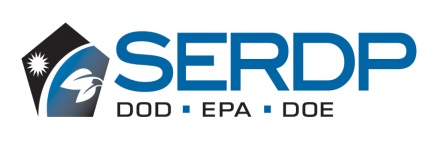 SERDP
DOD ▪ EPA ▪ DOE